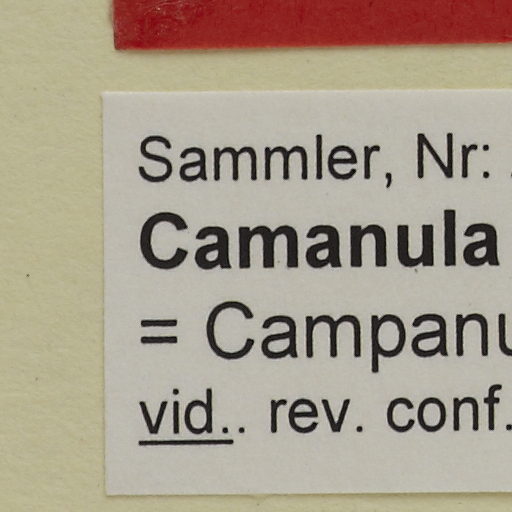 Sammler, Nr:
Camanula
= Campanu
vid.. rev. conf.